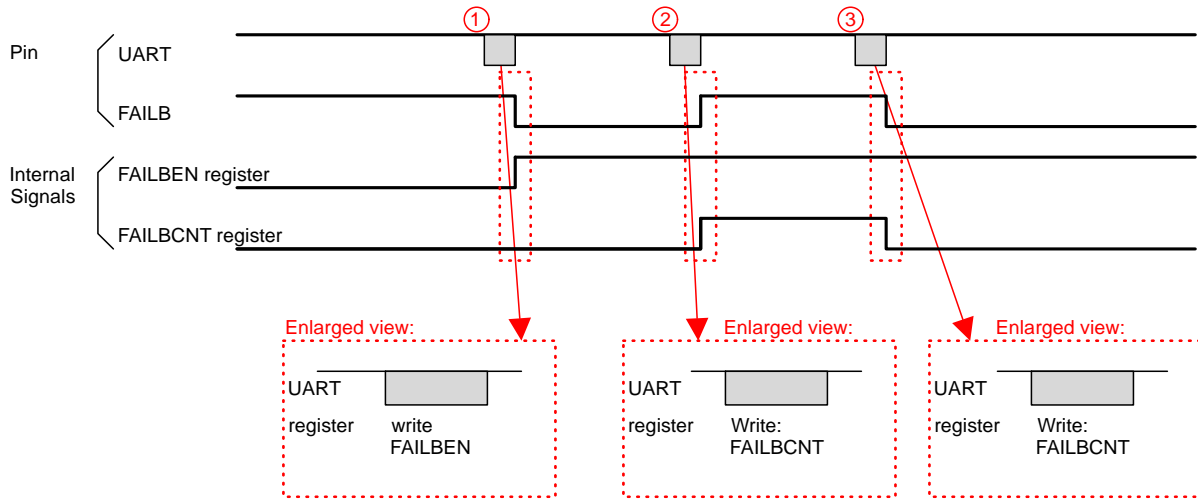 ① ② ③
Pin
UART
FAILB
Internal
Signals
FAILBEN register
FAILBCNT register
Enlarged view:
UART
register
write
FAILBEN
Enlarged view:
UART
register
Write:
FAILBCNT
Enlarged view:
UART
register
Write:
FAILBCNT